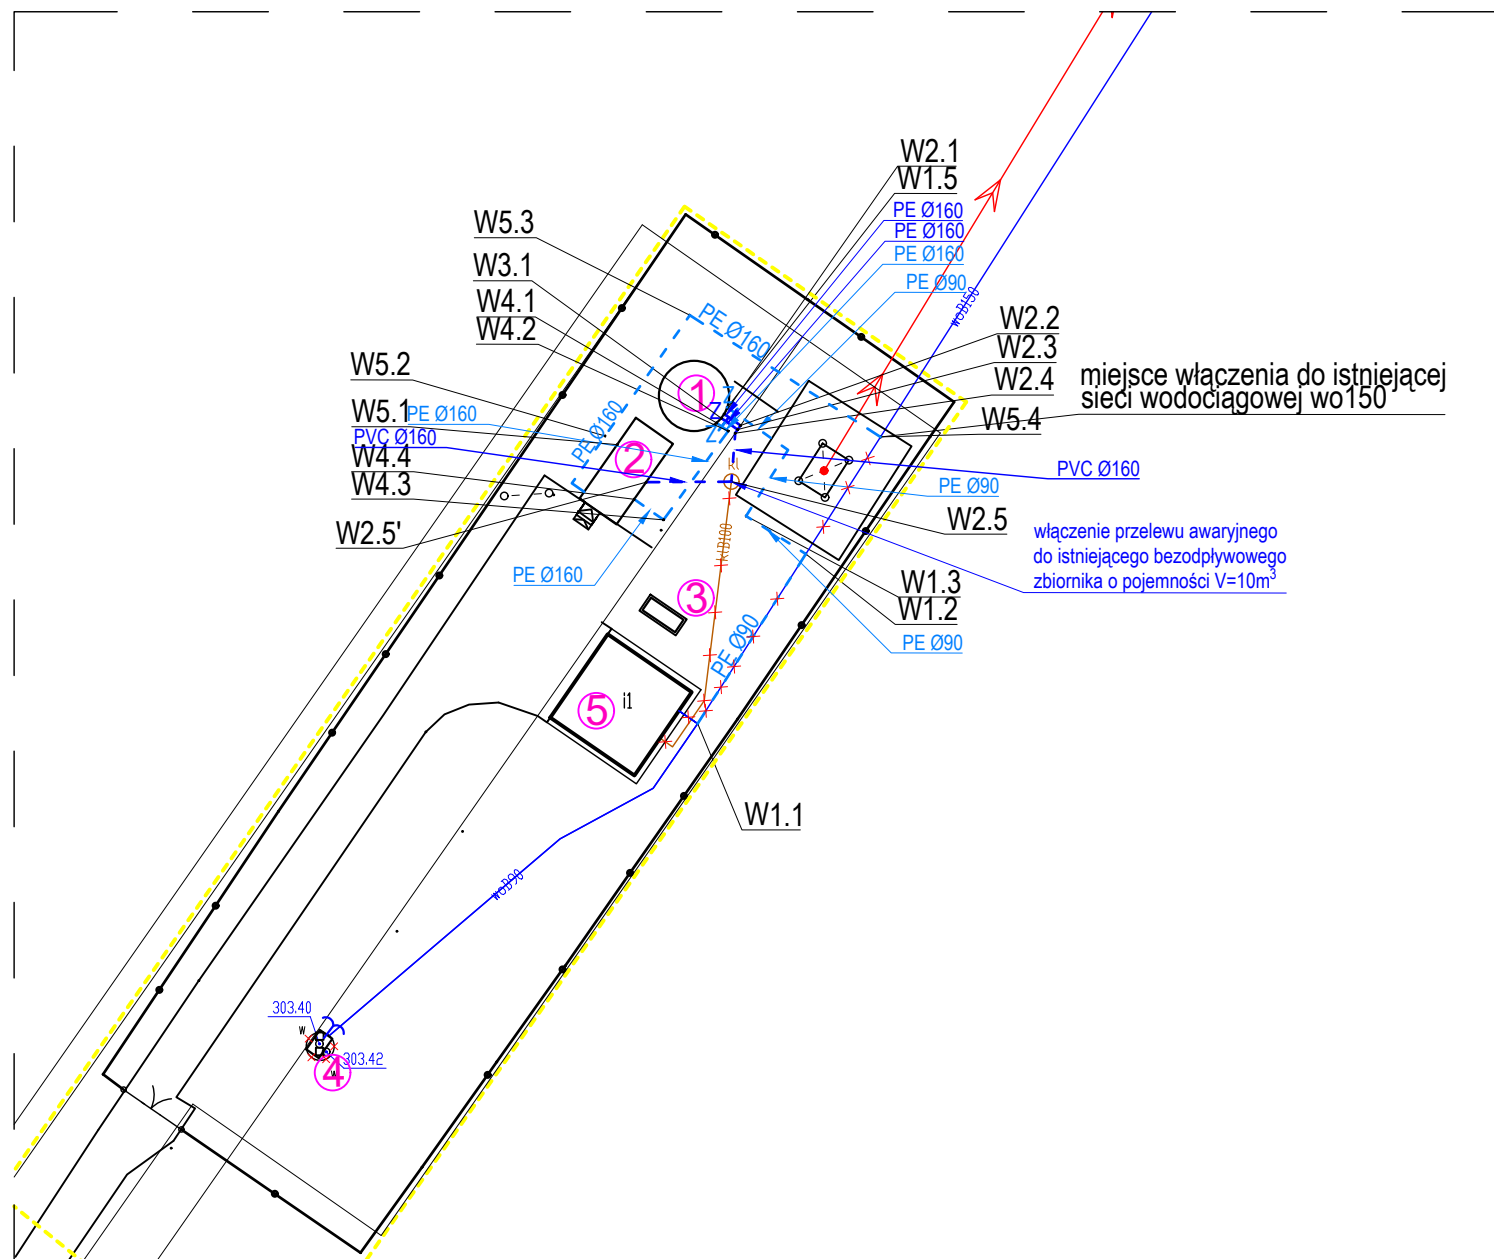 W2.1
W1.5
PE Ø160
PE Ø160
PE Ø160
PE Ø90
W5.3
W3.1
W4.1
W4.2
W5.2
W5.1
PE Ø160
PVC Ø160
W4.4
W4.3
W2.5'
PE Ø160
PE Ø160
PE Ø160
woD150
W2.2
W2.3
W2.4
miejsce włączenia do istniejącej
sieci wodociągowej wo150
W5.4
PVC Ø160
PE Ø90
W2.5
włączenie przelewu awaryjnego
do istniejącego bezodpływowego
zbiornika o pojemności V=10m³
W1.3
W1.2
PE Ø90
PE Ø90
1
Z
Z
Z
2
3
5
i1
W1.1
woD90
303.40
w
303.42
4